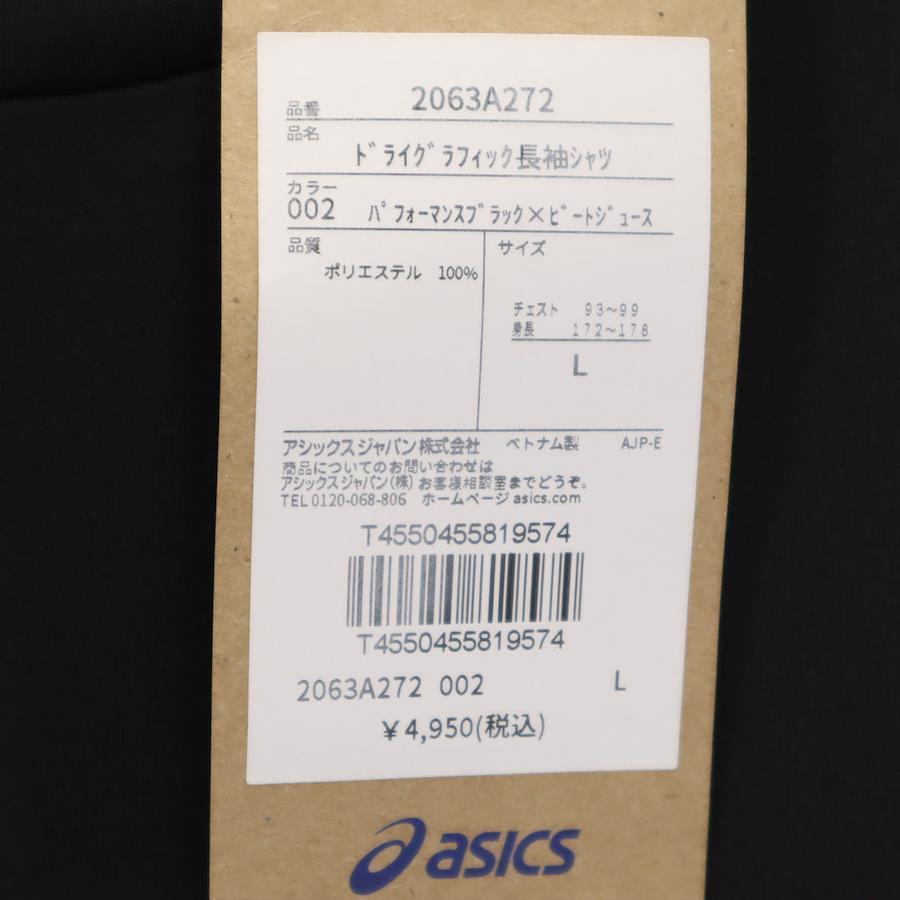 品番 2063A272
品名
ﾄﾞﾗｲｸﾞﾗﾌｨｯｸ長袖ｼｬﾂ
カラー
002 ﾊﾟﾌｫｰﾏﾝｽﾌﾞﾗｯｸ×ﾋﾞｰﾄｼﾞｭｰｽ
品質
ポリエステル 100%
サイズ
チェスト 93～99
身長 172～178
L
アシックスジャパン株式会社 ベトナム製 AJP-E
商品についてのお問い合わせは
アシックスジャパン(株)お客様相談室までどうぞ。
TEL 0120-068-806 ホームページ asics.com
T4550455819574
T4550455819574
2063A272 002 L
¥4,950(税込)
asics